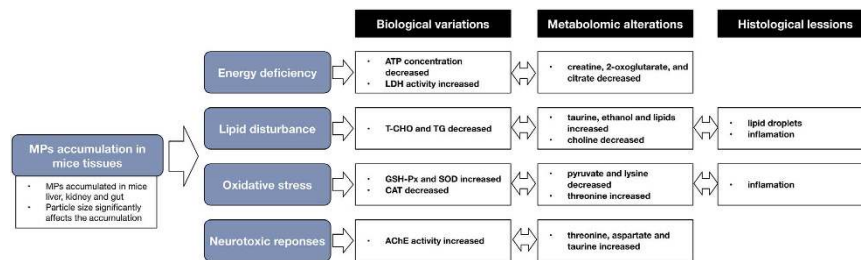 Biological variations
Metabolomic alterations
Histological lessions
Energy deficiency
• ATP concentration
decreased
• LDH activity increased
• creatine, 2-oxoglutarate, and
citrate decreased
Lipid disturbance
• T-CHO and TG decreased
• taurine, ethanol and lipids
increased
• choline decreased
• lipid droplets
• inflamation
MPs accumulation in
mice tissues
• MPs accumulated in mice
liver, kidney and gut
• Particle size significantly
affects the accumulation
Oxidative stress
• GSH-Px and SOD increased
• CAT decreased
• pyruvate and lysine
decreased
• threonine increased
• inflamation
Neurotoxic reponses
• AChE activity increased
• threonine, aspartate and
taurine increased